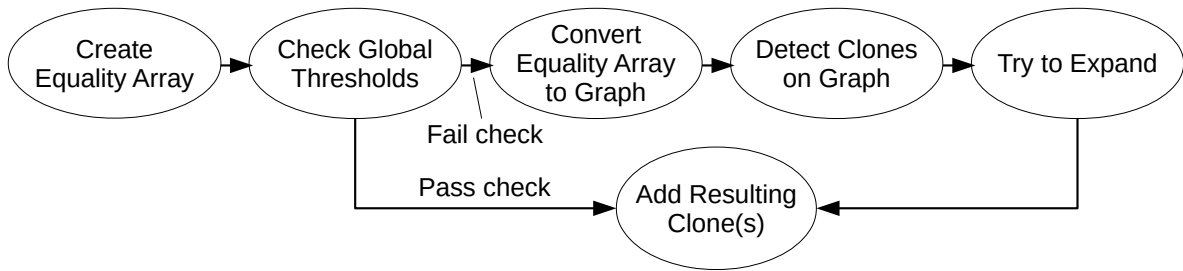 Create
Equality Array
Check Global
Thresholds
Convert
Equality Array
to Graph
Detect Clones
on Graph
Try to Expand
Fail check
Pass check
Add Resulting
Clone(s)